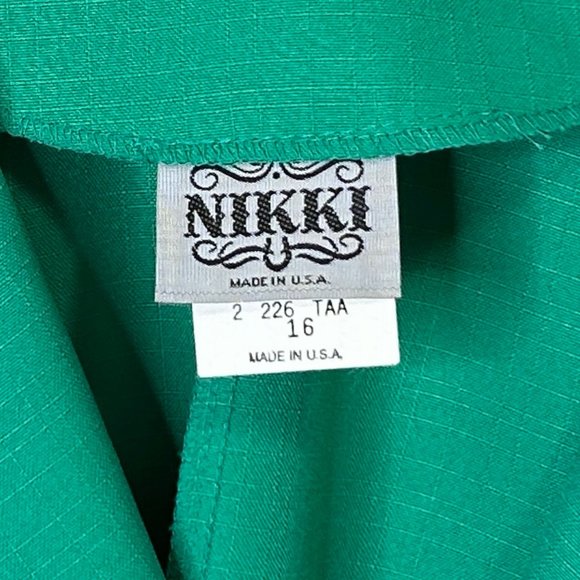 NIKKI
MADE IN U.S.A.
2 226 TAA
16
MADE IN U.S.A.